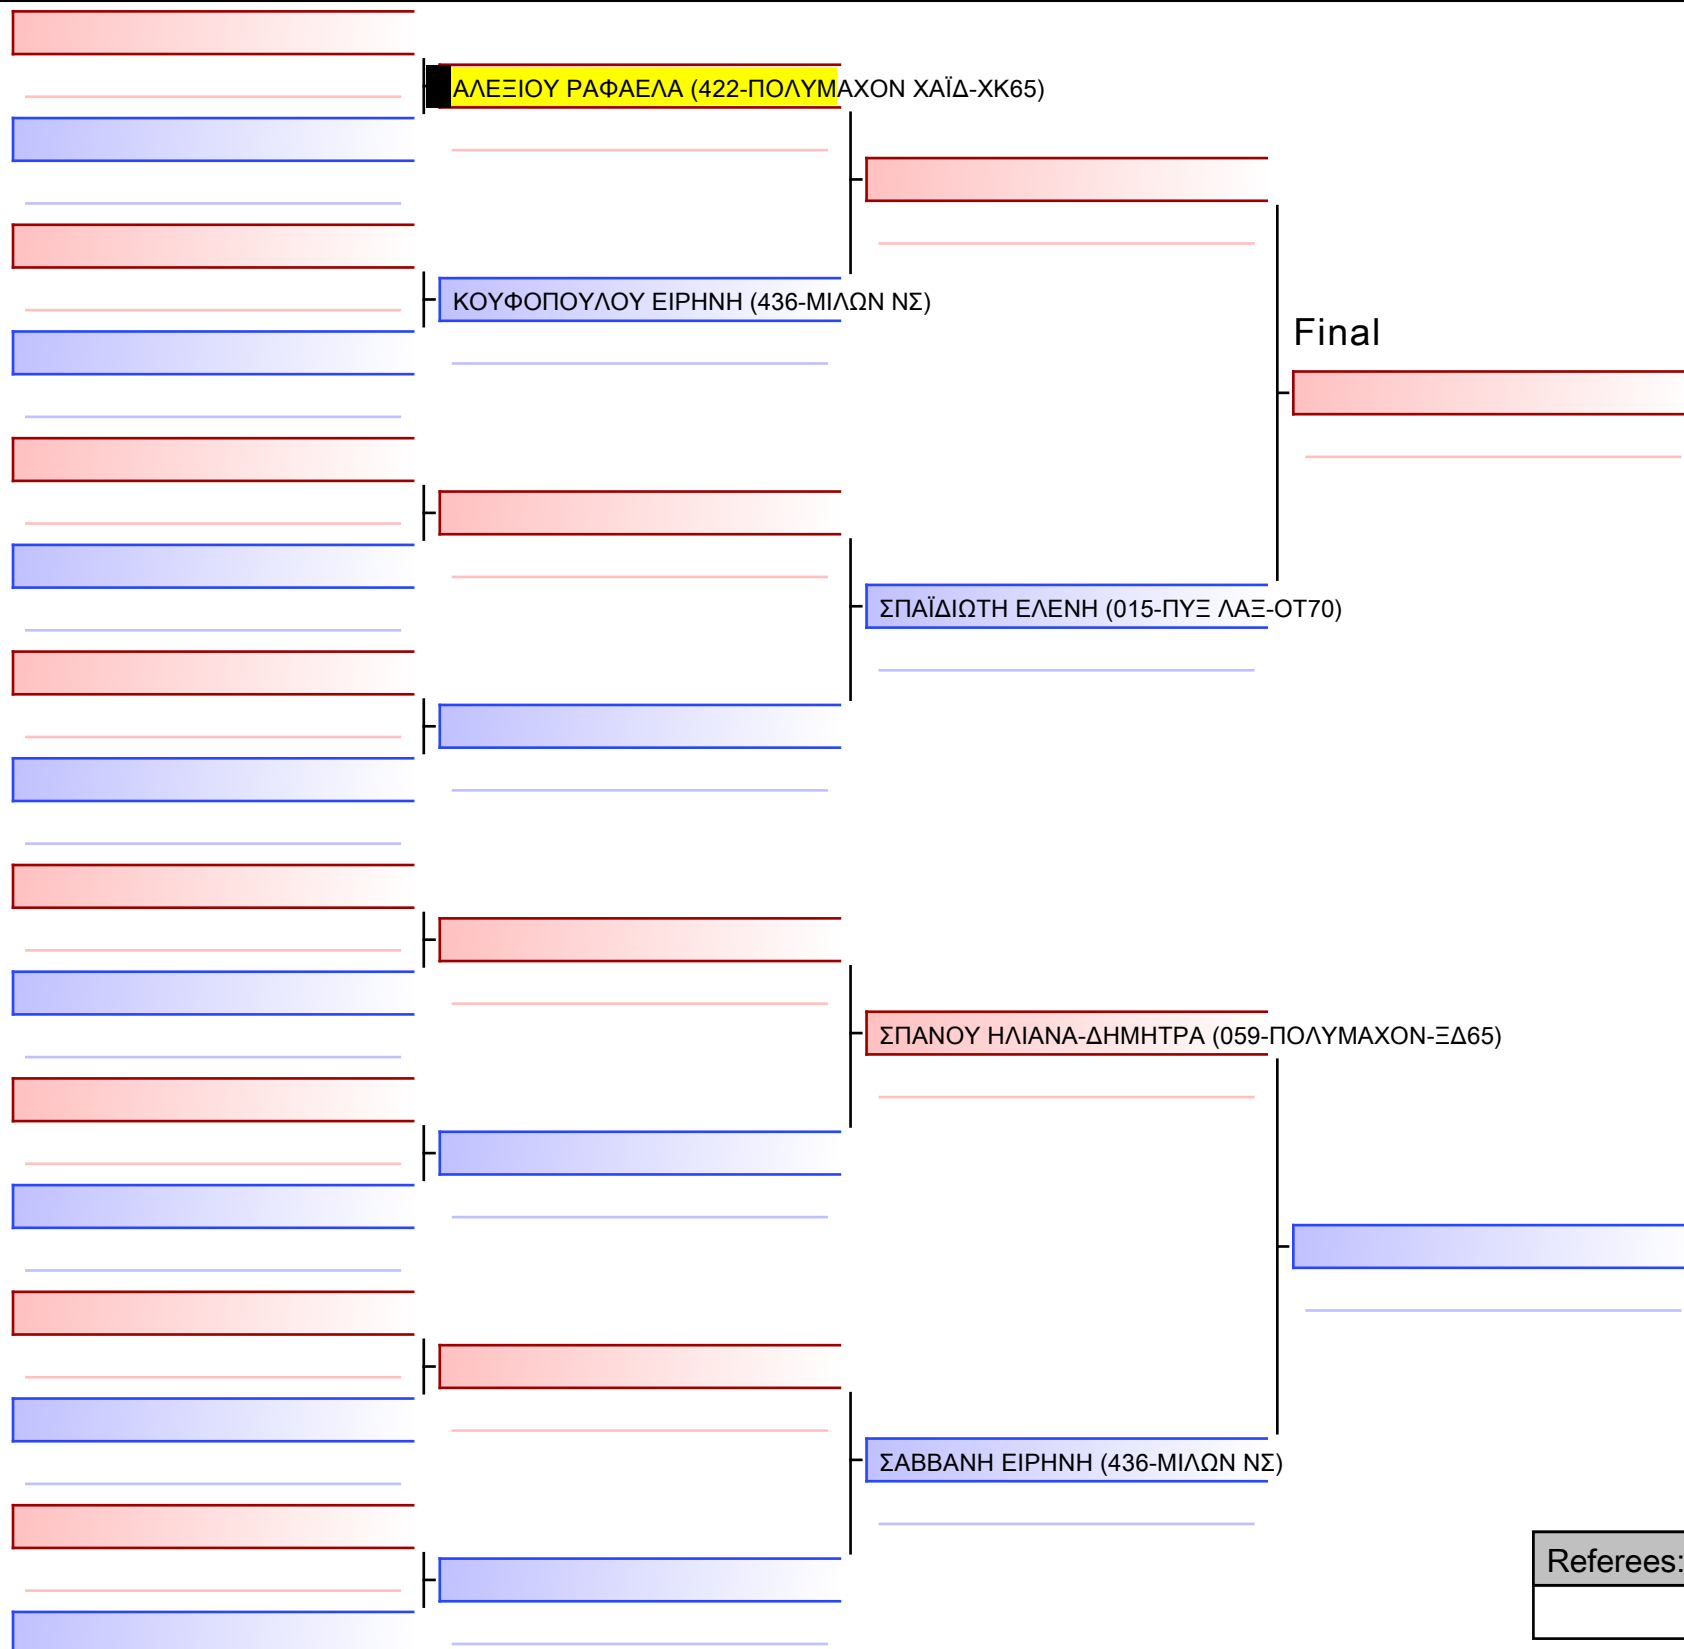 ΑΛΕΞΙΟΥ ΡΑΦΑΕΛΑ (422-ΠΟΛΥΜΑΧΟΝ ΧΑΪΔ-ΧΚ65)
ΚΟΥΦΟΠΟΥΛΟΥ ΕΙΡΗΝΗ (436-ΜΙΛΩΝ ΝΣ)
Final
ΣΠΑΪΔΙΩΤΗ ΕΛΕΝΗ (015-ΠΥΞ ΛΑΞ-ΟΤ70)
ΣΠΑΝΟΥ ΗΛΙΑΝΑ-ΔΗΜΗΤΡΑ (059-ΠΟΛΥΜΑΧΟΝ-ΞΔ65)
ΣΑΒΒΑΝΗ ΕΙΡΗΝΗ (436-ΜΙΛΩΝ ΝΣ)
Referees: